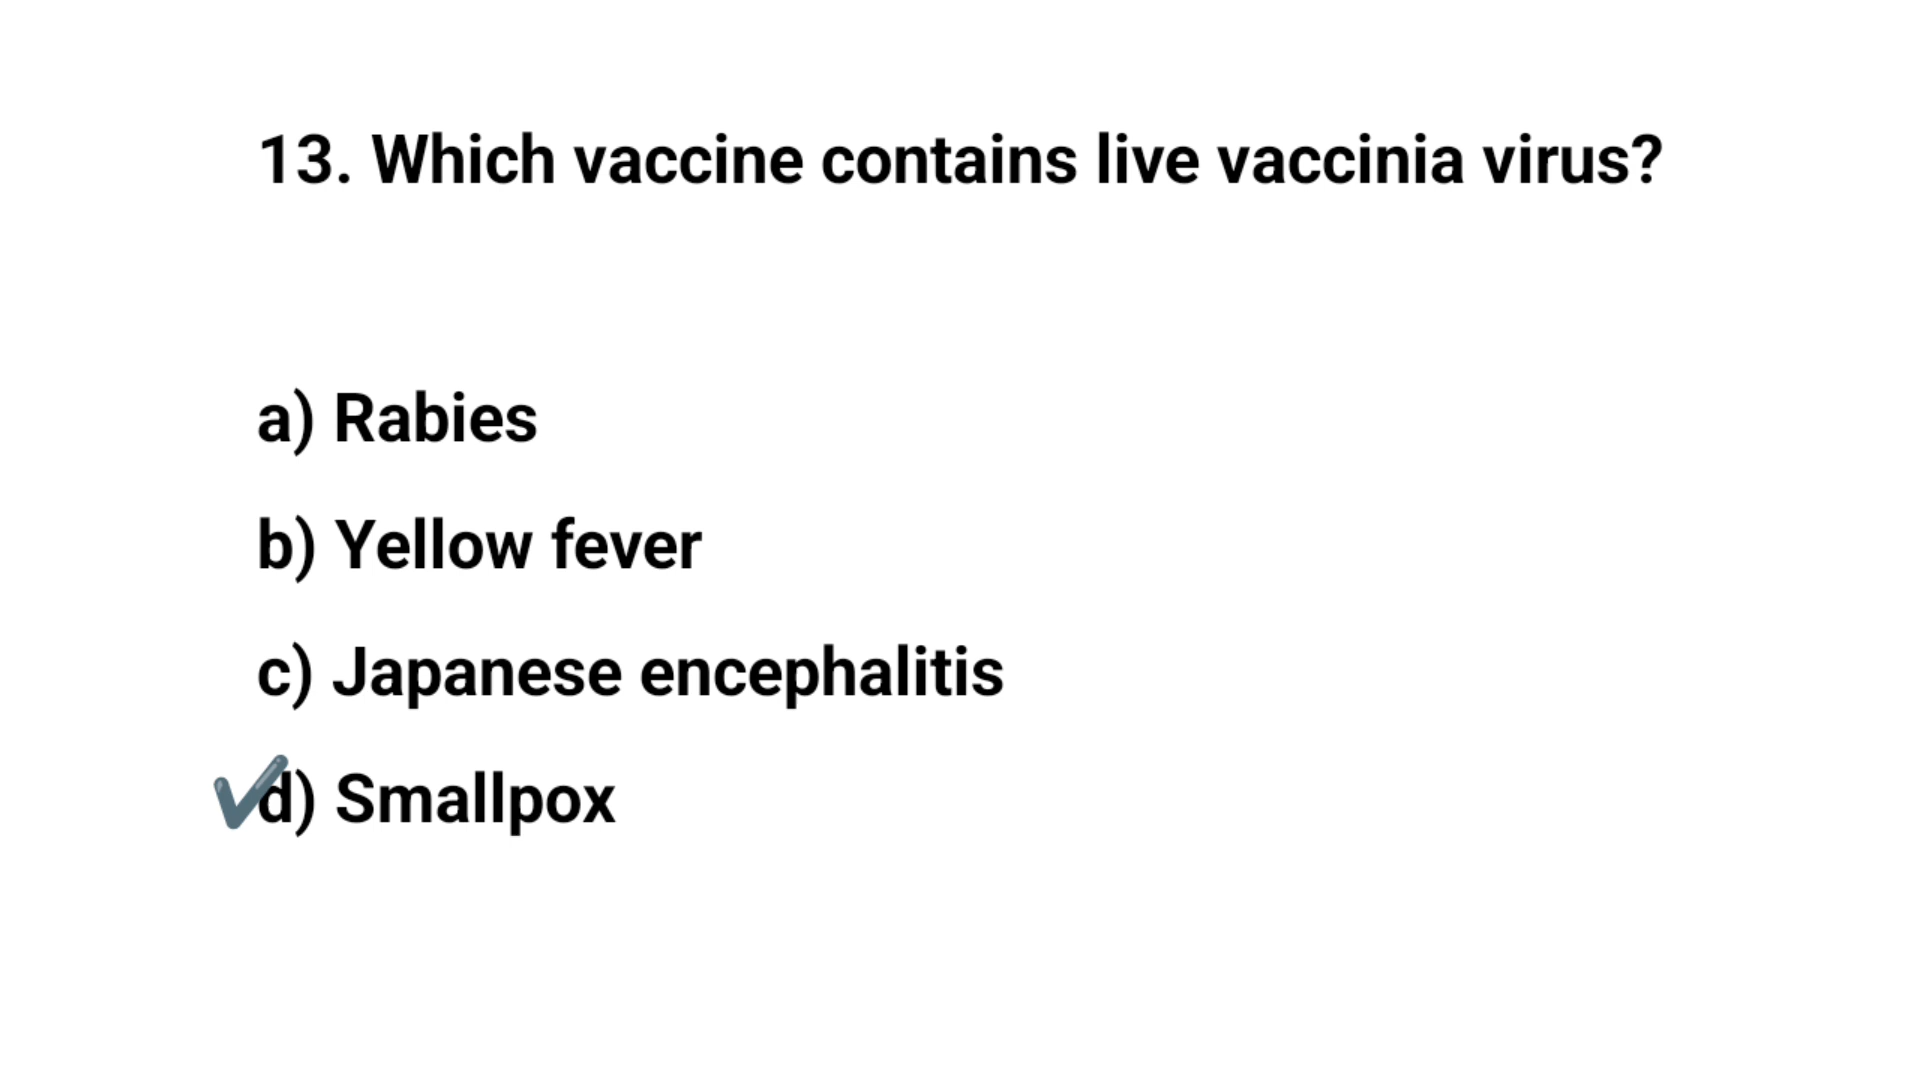 13. Which vaccine contains live vaccinia virus?
a) Rabies
b) Yellow fever
c) Japanese encephalitis
✔d) Smallpox